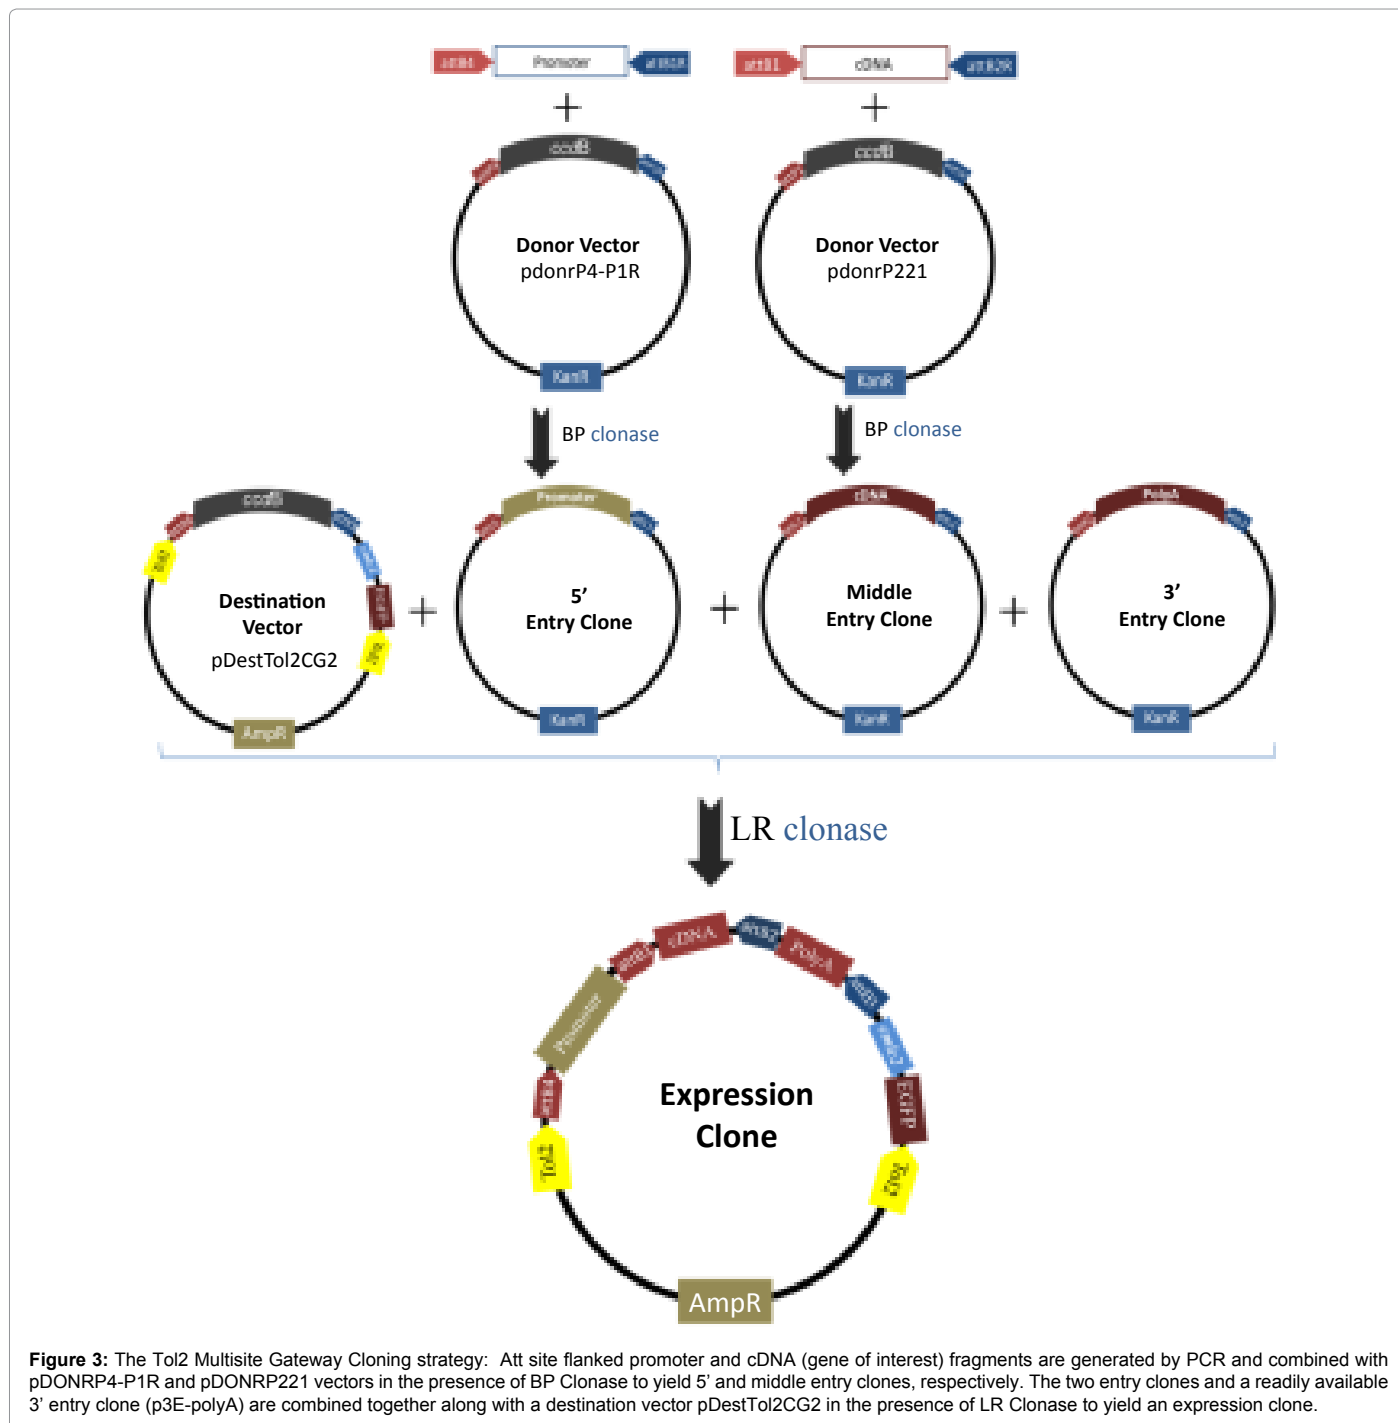 attB4 Promoter attB1R attB1 cDNA attB2R
+ +
ccdB ccdB
Donor Vector
pdonrP4-P1R
Donor Vector
pdonrP221
KanR KanR
BP clonase BP clonase
ccdB Promoter cDNA PolyA
Destination
Vector
pDestTol2CG2
+
5’
Entry Clone
+
Middle
Entry Clone
+
3’
Entry Clone
AmpR KanR KanR KanR
LR clonase
cDNA attB2 PolyA
Promoter
attB4 EGFP
Tol2 Tol2
Expression
Clone
AmpR
Figure 3: The Tol2 Multisite Gateway Cloning strategy: Att site flanked promoter and cDNA (gene of interest) fragments are generated by PCR and combined with
pDONRP4-P1R and pDONRP221 vectors in the presence of BP Clonase to yield 5’ and middle entry clones, respectively. The two entry clones and a readily available
3’ entry clone (p3E-polyA) are combined together along with a destination vector pDestTol2CG2 in the presence of LR Clonase to yield an expression clone.